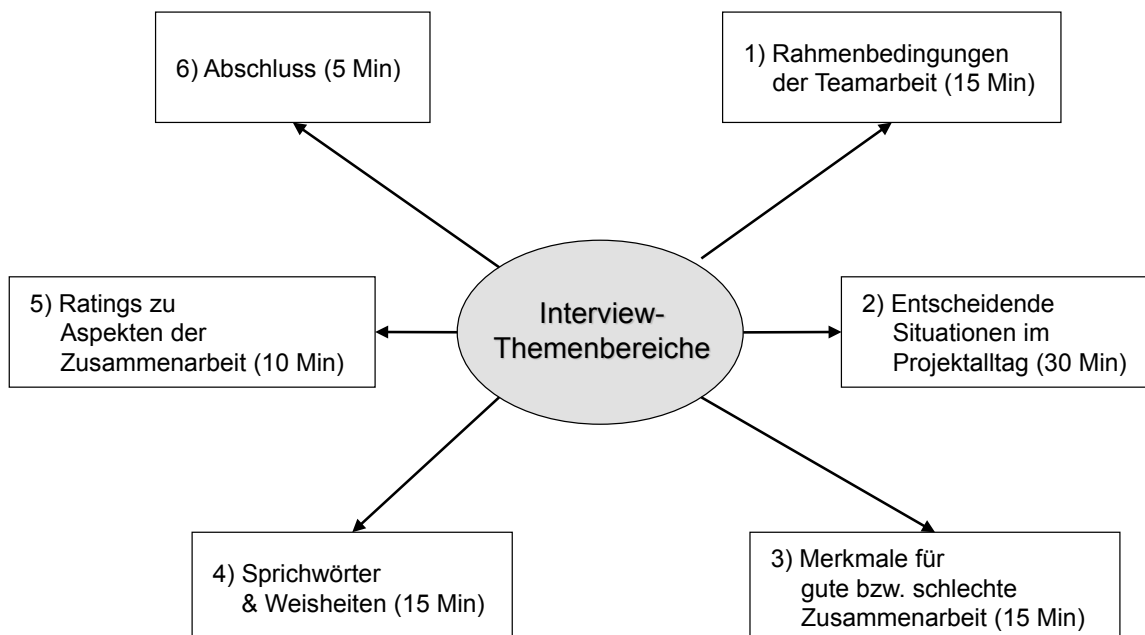 Interview-
Themenbereiche
1) Rahmenbedingungen
der Teamarbeit (15 Min)
2) Entscheidende
Situationen im
Projektalltag (30 Min)
3) Merkmale für
gute bzw. schlechte
Zusammenarbeit (15 Min)
4) Sprichwörter
& Weisheiten (15 Min)
5) Ratings zu
Aspekten der
Zusammenarbeit (10 Min)
6) Abschluss (5 Min)